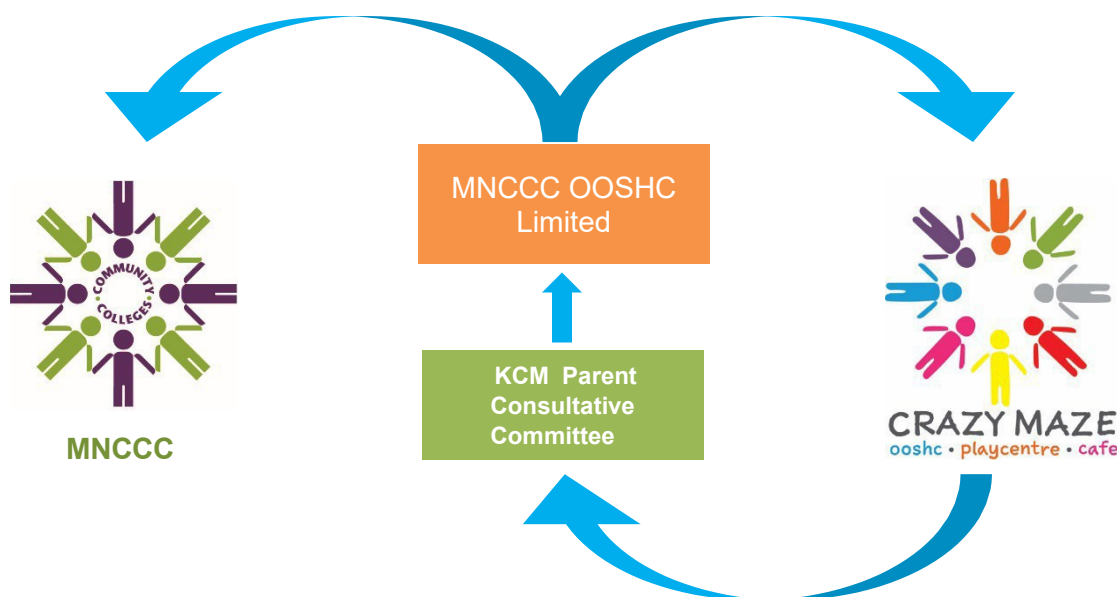 MNCCC OOSHC
Limited
COMMUNITY
COLLEGES
MNCCC
KCM Parent
Consultative
Committee
CRAZY MAZE
ooshc • playcentre • cafe